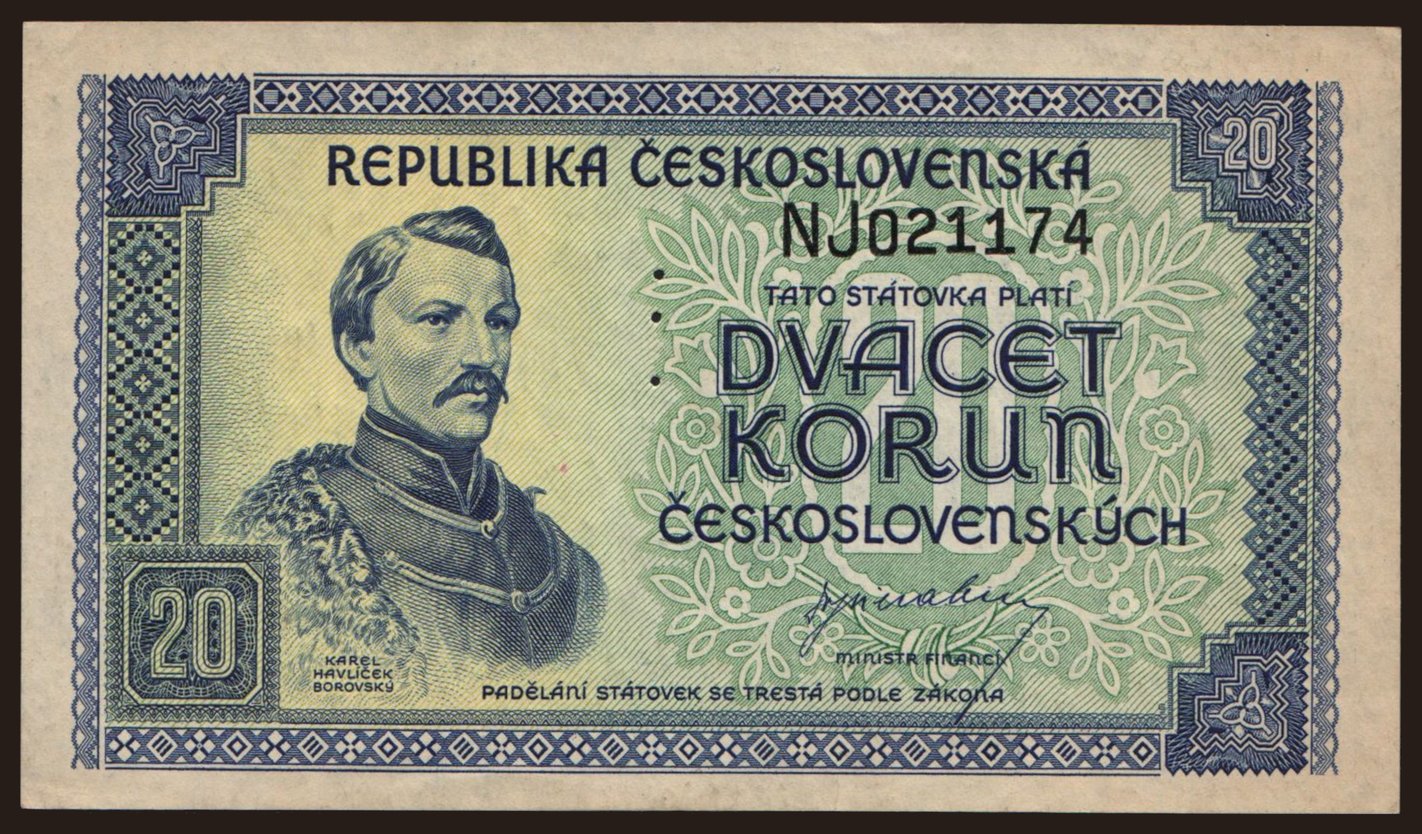 20
REPUBLIKA ČESKOSLOVENSKÁ
NJ021174
TATO STÁTOVKA PLATÍ
DVACET
KORUN
20
ČESKOSLOVENSKÝCH
20
KAREL
HAVLÍČEK
BOROVSKÝ
MINISTR FINANCÍ
PADĚLÁNÍ STÁTOVEK SE TRESTÁ PODLE ZÁKONA